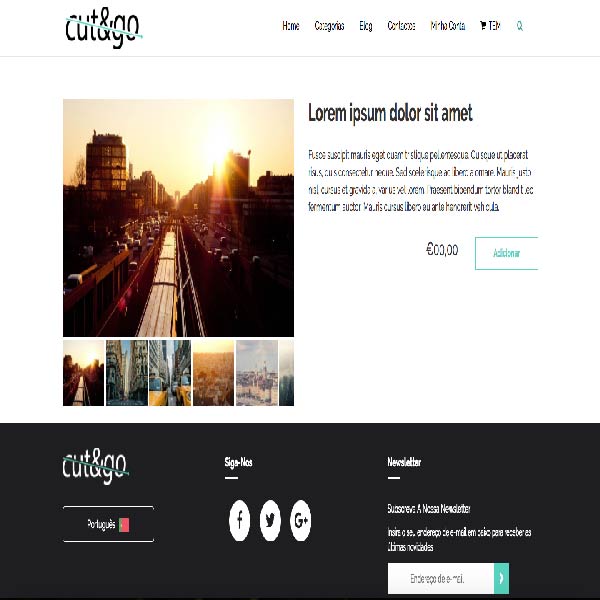 cut&go
Home Categorias Blog Contactos Minha Conta TEM
Lorem ipsum dolor sit amet
Fusce suscipit mauris eget quam tristique pellentesque. Quisque ut placerat
risus, quis consectetur neque. Sed scelerisque ac libero a ornare. Mauris justo
nisl, cursus et gravida a, varius vel lorem. Praesent bibendum tortor blandit leo
fermentum auctor. Mauris cursus libero eu ante hendrerit vehicula.
€00,00 Adicionar
cut&go
Português
Siga-Nos
Newsletter
Subscreva A Nossa Newsletter
Insira o seu endereço de e-mail em baixo para receber as
últimas novidades
Endereço de e-mail